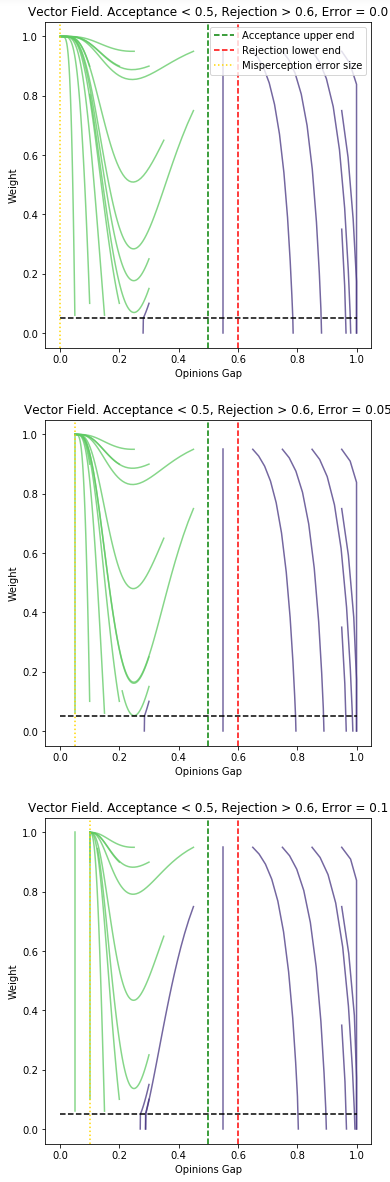 Vector Field. Acceptance < 0.5, Rejection > 0.6, Error = 0.0
Acceptance upper end
Rejection lower end
Misperception error size
1.0
0.8
0.6
0.4
0.2
0.0
Weight
0.0 0.2 0.4 0.6 0.8 1.0
Opinions Gap
Vector Field. Acceptance < 0.5, Rejection > 0.6, Error = 0.05
1.0
0.8
0.6
0.4
0.2
0.0
Weight
0.0 0.2 0.4 0.6 0.8 1.0
Opinions Gap
Vector Field. Acceptance < 0.5, Rejection > 0.6, Error = 0.1
1.0
0.8
0.6
0.4
0.2
0.0
Weight
0.0 0.2 0.4 0.6 0.8 1.0
Opinions Gap